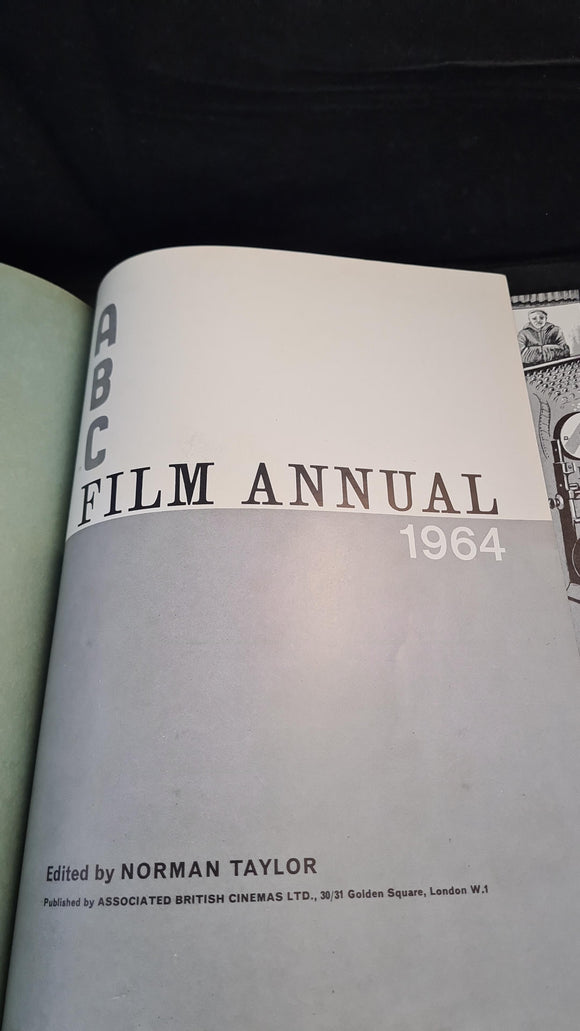 ABC
FILM ANNUAL
1964
Edited by NORMAN TAYLOR
Published by ASSOCIATED BRITISH CINEMAS LTD., 30/31 Golden Square, London W.1